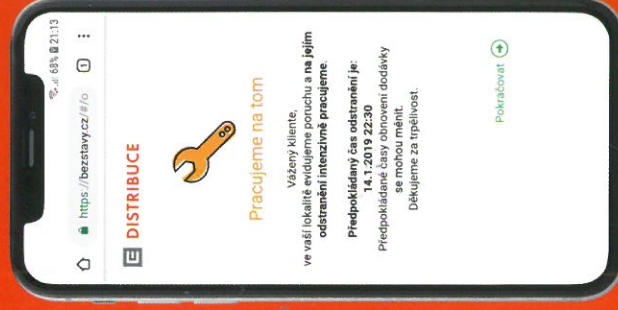 68% 21:13
https://bezstavy.cz/#/o
1
DISTRIBUCE
Pracujeme na tom
Vážený kliente,
ve vaší lokalitě evidujeme poruchu a na jejím
odstranění intenzivně pracujeme.
Předpokládaný čas odstranění je:
14.1.2019 22:30
Předpokládané časy obnovení dodávky
se mohou měnit.
Děkujeme za trpělivost.
Pokračovat